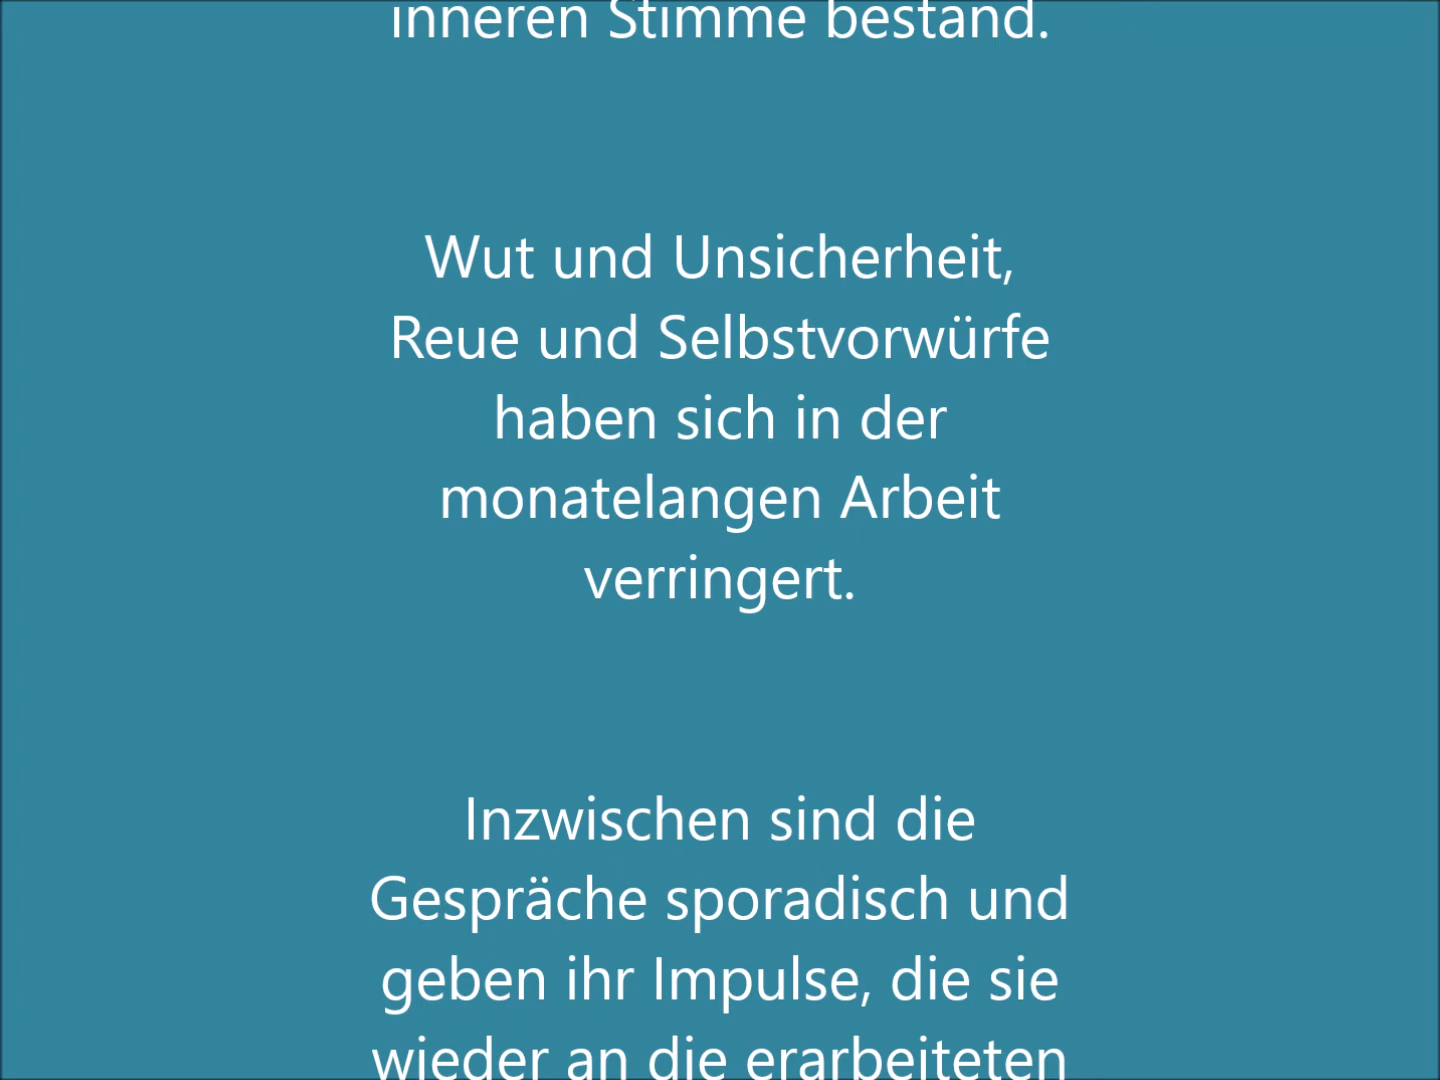 inneren Stimme bestand.
Wut und Unsicherheit,
Reue und Selbstvorwürfe
haben sich in der
monatelangen Arbeit
verringert.
Inzwischen sind die
Gespräche sporadisch und
geben ihr Impulse, die sie
wieder an die erarbeiteten